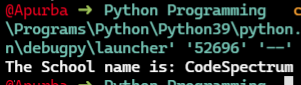 @Apurba → Python Programming c
\Programs\Python\Python39\python.
n\debugpy\launcher' '52696' '--'
The School name is: CodeSpectrum
@Apurba → Python Programming